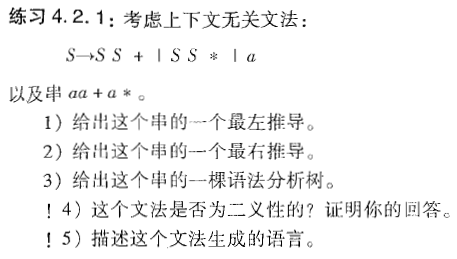 练习4.2.1：考虑上下文无关文法：
S→S S + | S S * | a
以及串 aa + a * 。
1）给出这个串的一个最左推导。
2）给出这个串的一个最右推导。
3）给出这个串的一棵语法分析树。
！4）这个文法是否为二义性的？证明你的回答。
！5）描述这个文法生成的语言。